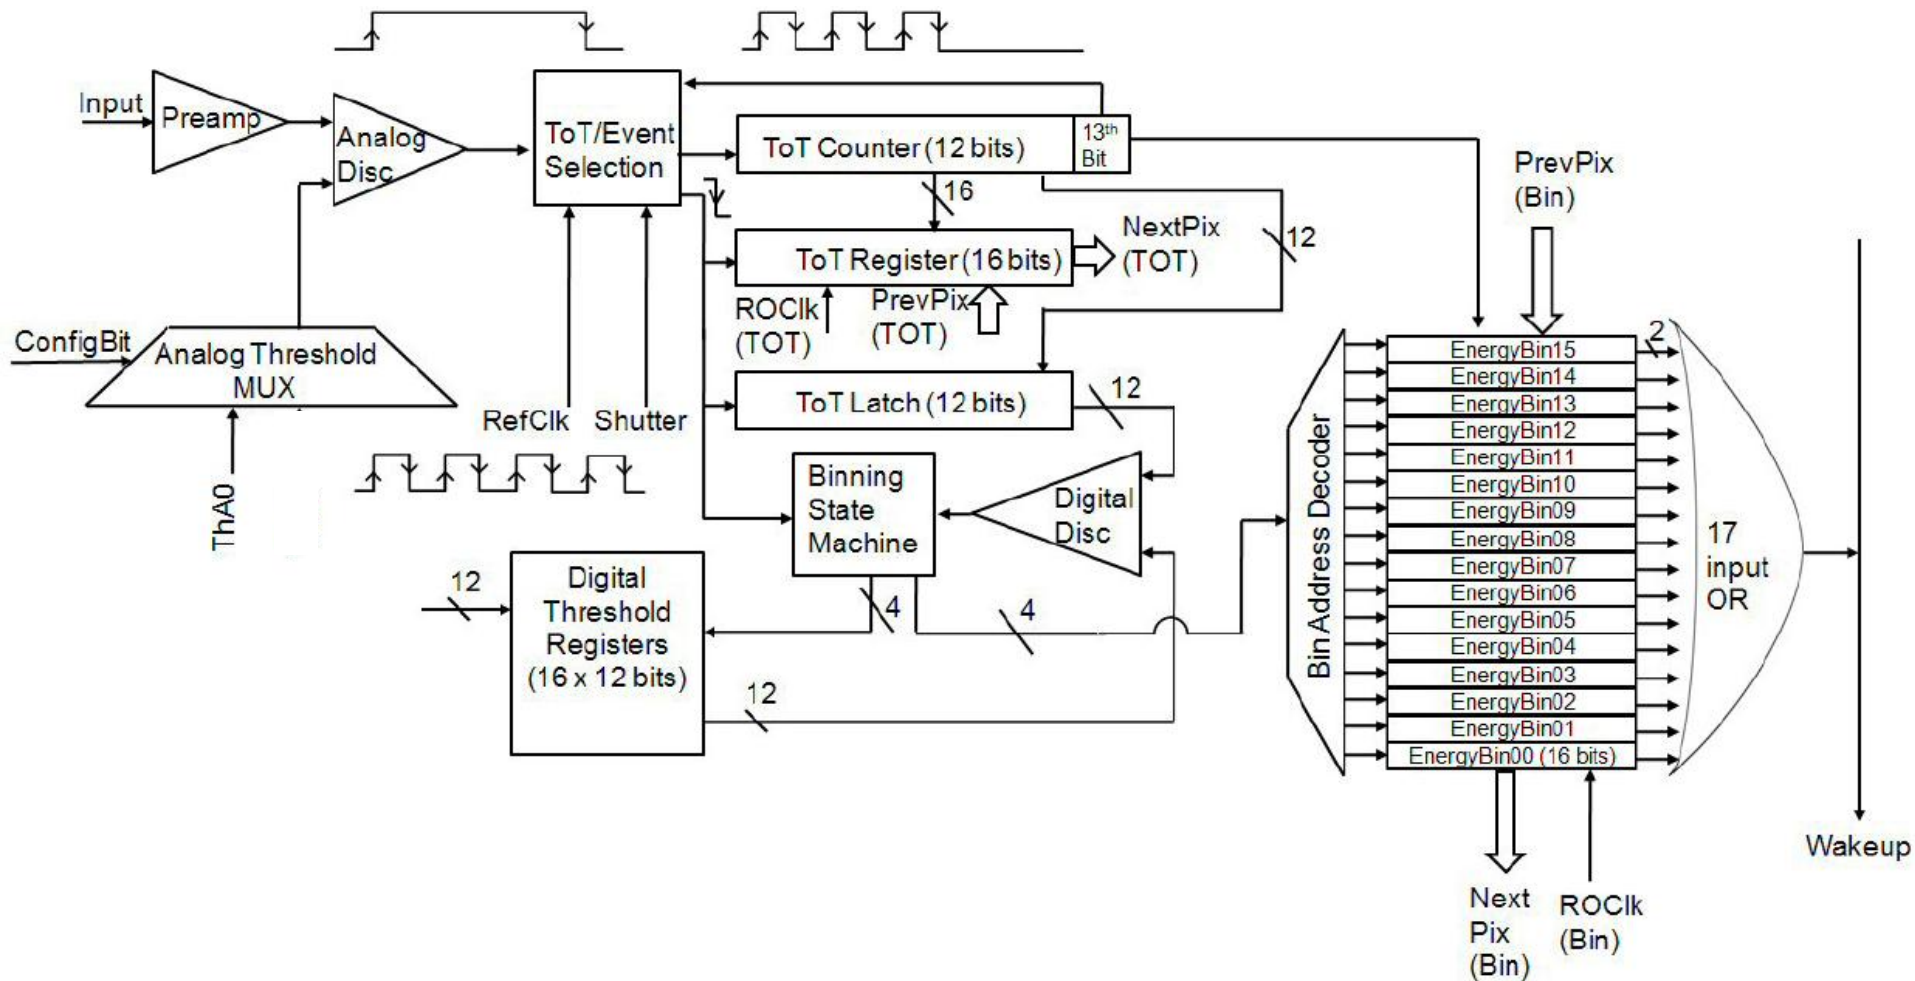 Input
Preamp
Analog
Disc
ToT/Event
Selection
ToT Counter (12 bits)
13th
Bit
16
PrevPix
(Bin)
ToT Register (16 bits)
NextPix
(TOT)
12
ROClk
(TOT)
PrevPix
(TOT)
ConfigBit
Analog Threshold
MUX
ThA0
RefClk
Shutter
ToT Latch (12 bits)
12
Binning
State
Machine
Digital
Disc
12
Digital
Threshold
Registers
(16 x 12 bits)
4
4
12
Bin Address Decoder
EnergyBin15
2
EnergyBin14
EnergyBin13
EnergyBin12
EnergyBin11
EnergyBin10
EnergyBin09
EnergyBin08
EnergyBin07
EnergyBin06
EnergyBin05
EnergyBin04
EnergyBin03
EnergyBin02
EnergyBin01
EnergyBin00 (16 bits)
17
input
OR
Wakeup
Next
Pix
(Bin)
ROClk
(Bin)